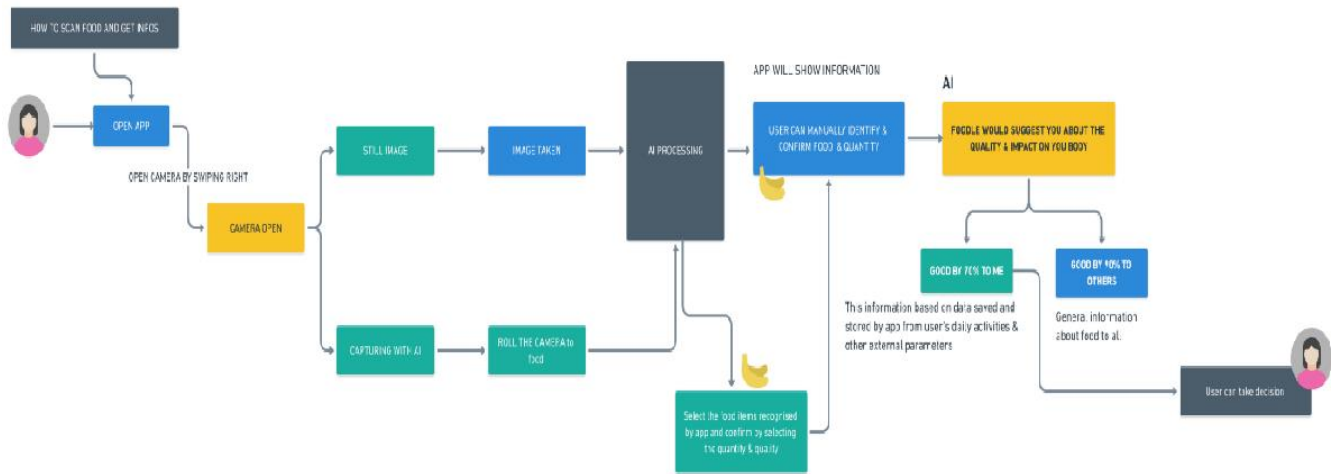 HOW TO SCAN FOOD AND GET INFOS
OPEN APP
OPEN CAMERA BY SWIPING RIGHT
CAMERA OPEN
STILL IMAGE
IMAGE TAKEN
CAPTURING WITH AI
ROLL THE CAMERA to
food
AI PROCESSING
Select the food items recognised
by app and confirm by selecting
the quantity & quality
APP WILL SHOW INFORMATION
USER CAN MANUALLY IDENTIFY &
CONFIRM FOOD & QUANTITY
AI
FOODLE WOULD SUGGEST YOU ABOUT THE
QUALITY & IMPACT ON YOU BODY
GOOD BY 70% TO ME
This information based on data saved and
stored by app from user's daily activities &
other external parameters
GOOD BY 90% TO
OTHERS
General information
about food to all.
User can take decision